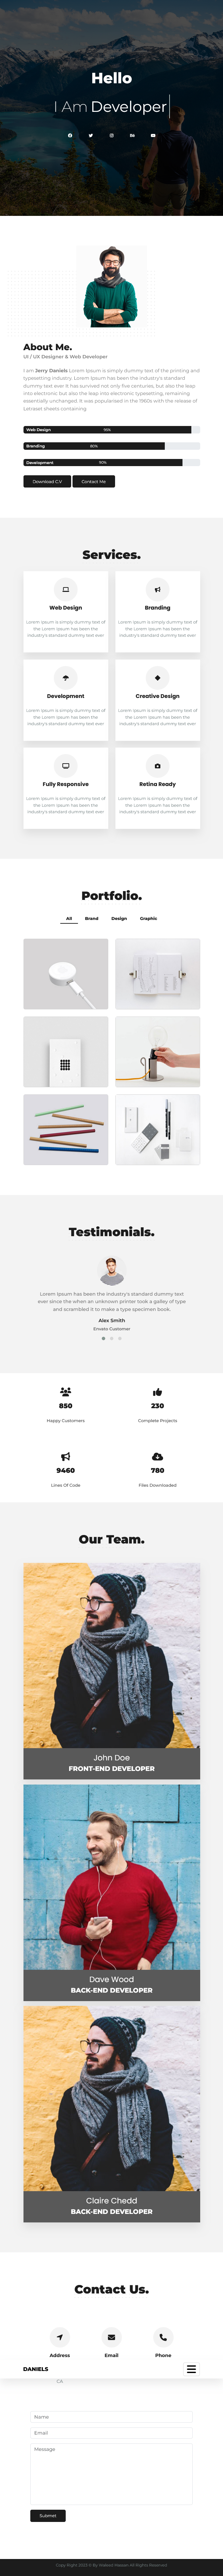 Hello
I Am Developer
About Me.
UI / UX Designer & Web Developer
I am Jerry Daniels Lorem Ipsum is simply dummy text of the printing and
typesetting industry. Lorem Ipsum has been the industry's standard
dummy text ever It has survived not only five centuries, but also the leap
into electronic, but also the leap into electronic typesetting, remaining
essentially unchanged. It was popularised in the 1960s with the release of
Letraset sheets containing
Web Design 95%
Branding 80%
Development 90%
Download C.V
Contact Me
Services.
Web Design
Lorem Ipsum is simply dummy text of
the Lorem Ipsum has been the
industry's standard dummy text ever
Branding
Lorem Ipsum is simply dummy text of
the Lorem Ipsum has been the
industry's standard dummy text ever
Development
Lorem Ipsum is simply dummy text of
the Lorem Ipsum has been the
industry's standard dummy text ever
Creative Design
Lorem Ipsum is simply dummy text of
the Lorem Ipsum has been the
industry's standard dummy text ever
Fully Responsive
Lorem Ipsum is simply dummy text of
the Lorem Ipsum has been the
industry's standard dummy text ever
Retina Ready
Lorem Ipsum is simply dummy text of
the Lorem Ipsum has been the
industry's standard dummy text ever
Portfolio.
All Brand Design Graphic
Testimonials.
Lorem Ipsum has been the industry's standard dummy text
ever since the when an unknown printer took a galley of type
and scrambled it to make a type specimen book.
Alex Smith
Envato Customer
850
Happy Customers
230
Complete Projects
9460
Lines Of Code
780
Files Downloaded
Our Team.
John Doe
FRONT-END DEVELOPER
Dave Wood
BACK-END DEVELOPER
Claire Chedd
BACK-END DEVELOPER
Contact Us.
Address
Email
Phone
DANIELS
CA.
Name
Email
Message
Submet